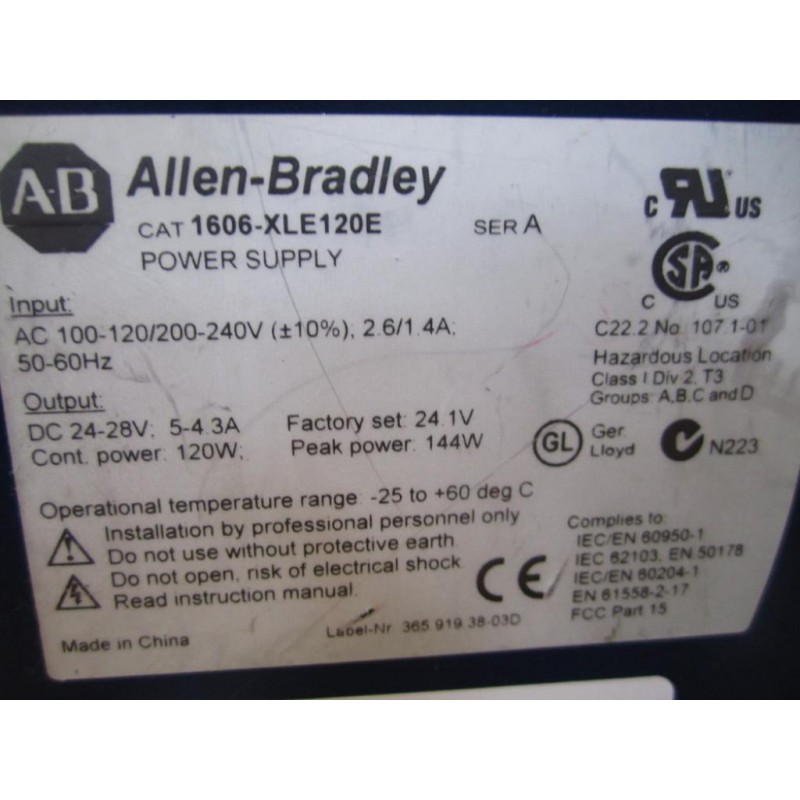 A-B Allen-Bradley
CAT 1606-XLE120E SER A
POWER SUPPLY
C UR US
SA ®
C US
Input:
AC 100-120/200-240V (±10%); 2.6/1.4A;
50-60Hz
C22.2 No. 107.1-01
Hazardous Location
Class I Div 2, T3
Groups: A,B,C and D
Output:
DC 24-28V; 5-4.3A Factory set: 24.1V
Cont. power: 120W; Peak power: 144W
GL Ger. Lloyd
N223
Operational temperature range: -25 to +60 deg C
Installation by professional personnel only
Do not use without protective earth.
Do not open, risk of electrical shock.
Read instruction manual.
CE
Complies to:
IEC/EN 60950-1
IEC 62103, EN 50178
IEC/EN 60204-1
EN 61558-2-17
FCC Part 15
Made in China
Label-Nr 365 919 38-03D